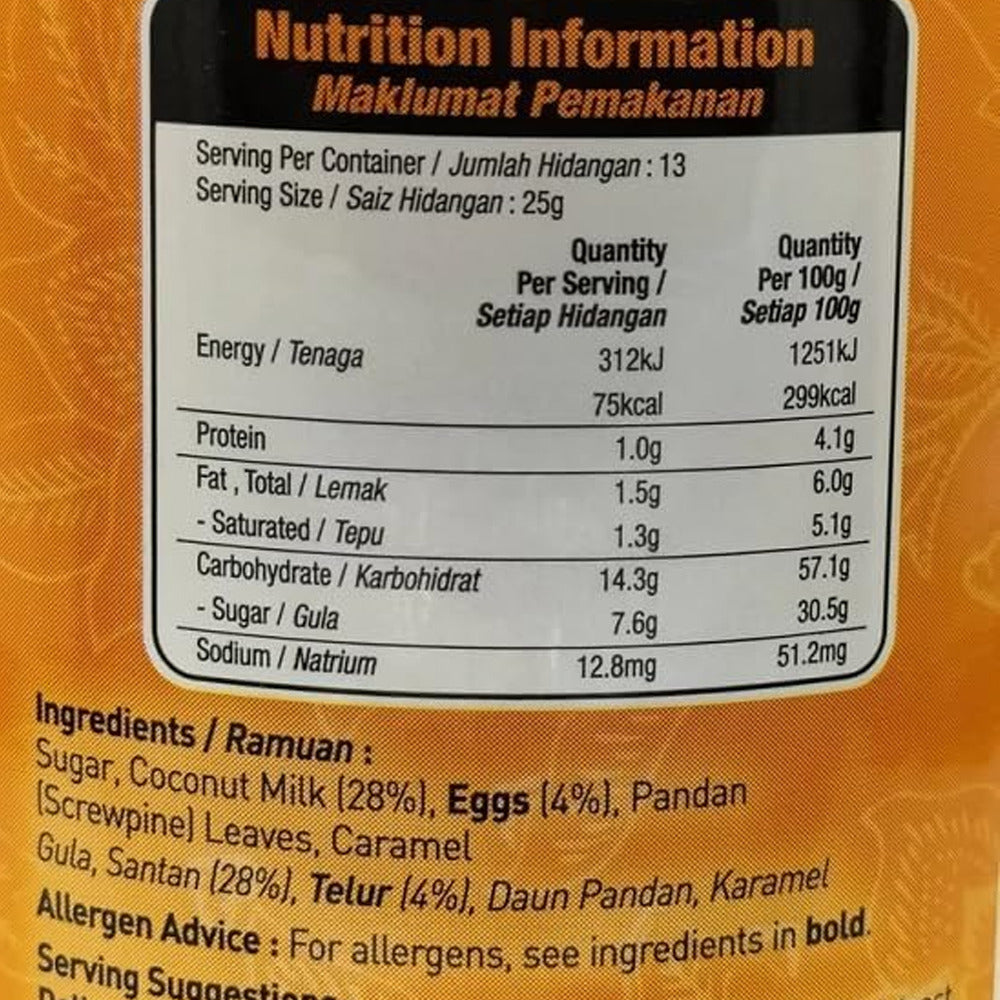 Nutrition Information
Maklumat Pemakanan
Serving Per Container / Jumlah Hidangan : 13
Serving Size / Saiz Hidangan : 25g
Quantity Per Serving / Setiap Hidangan Quantity Per 100g / Setiap 100g
Energy / Tenaga 312kJ 1251kJ
75kcal 299kcal
Protein 1.0g 4.1g
Fat , Total / Lemak 1.5g 6.0g
- Saturated / Tepu 1.3g 5.1g
Carbohydrate / Karbohidrat 14.3g 57.1g
- Sugar / Gula 7.6g 30.5g
Sodium / Natrium 12.8mg 51.2mg
Ingredients / Ramuan :
Sugar, Coconut Milk (28%), Eggs (4%), Pandan
(Screwpine) Leaves, Caramel
Gula, Santan (28%), Telur (4%), Daun Pandan, Karamel
Allergen Advice : For allergens, see ingredients in bold.
Serving